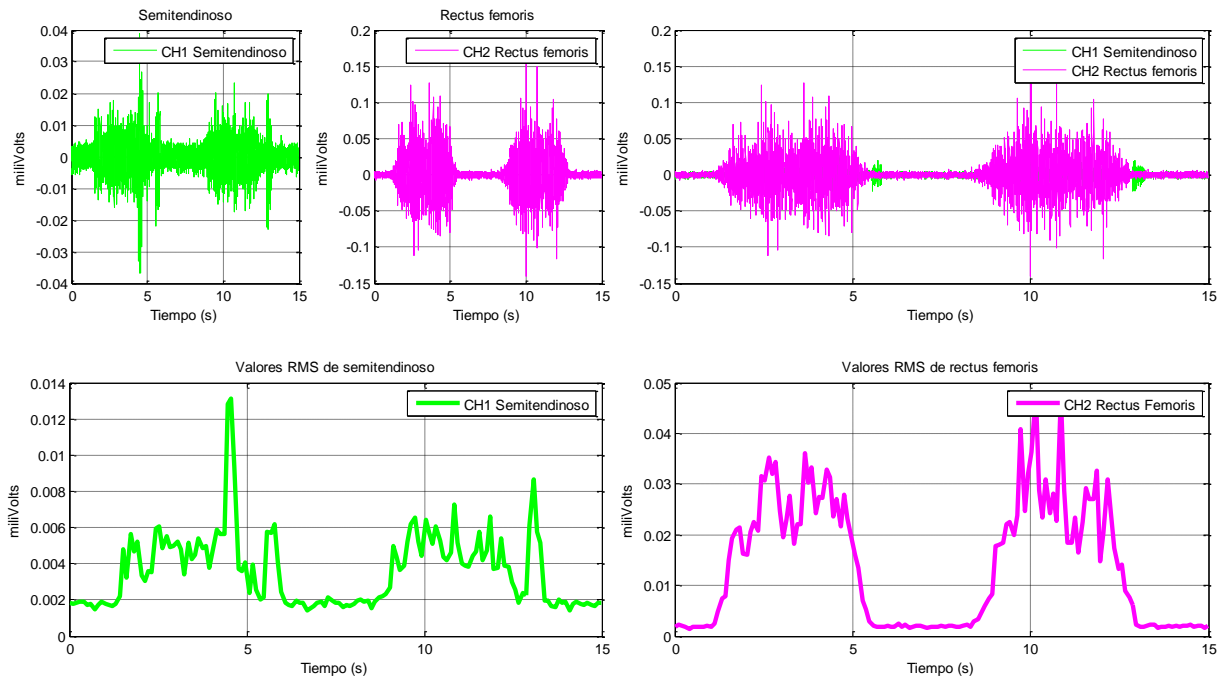 Semitendinoso
0.04
0.03
0.02
0.01
0
-0.01
-0.02
-0.03
-0.04
miliVolts
CH1 Semitendinoso
0 5 10 15
Tiempo (s)
Rectus femoris
0.2
0.15
0.1
0.05
0
-0.05
-0.1
-0.15
miliVolts
CH2 Rectus femoris
0 5 10 15
Tiempo (s)
0.2
0.15
0.1
0.05
0
-0.05
-0.1
-0.15
miliVolts
CH1 Semitendinoso
CH2 Rectus femoris
0 5 10 15
Tiempo (s)
Valores RMS de semitendinoso
0.014
0.012
0.01
0.008
0.006
0.004
0.002
0
miliVolts
CH1 Semitendinoso
0 5 10 15
Tiempo (s)
Valores RMS de rectus femoris
0.05
0.04
0.03
0.02
0.01
0
miliVolts
CH2 Rectus Femoris
0 5 10 15
Tiempo (s)